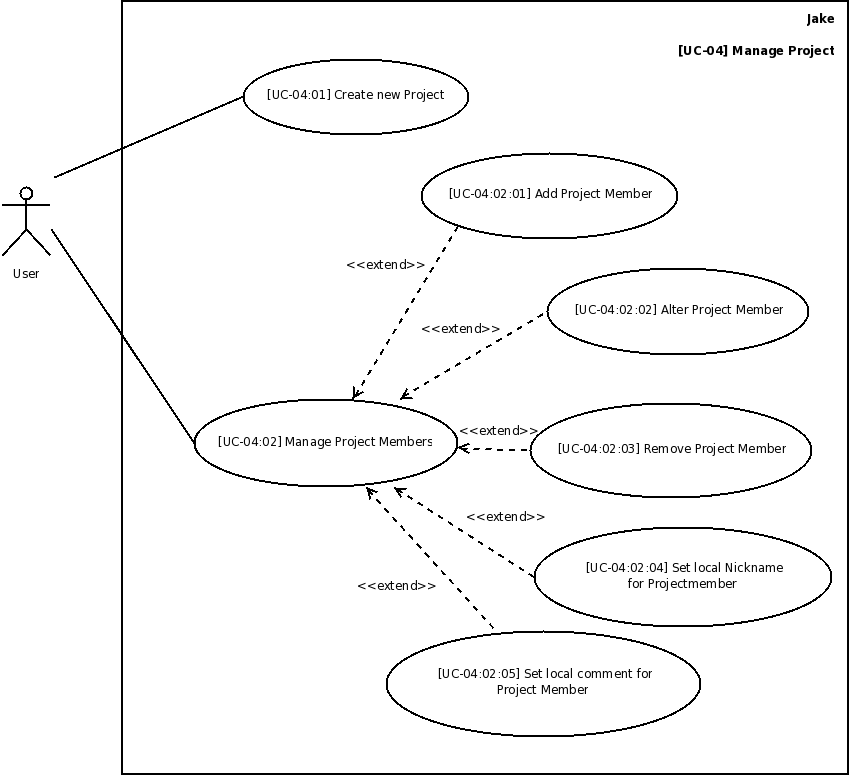 Jake
[UC-04] Manage Project
[UC-04:01] Create new Project
[UC-04:02:01] Add Project Member
User
<<extend>>
[UC-04:02:02] Alter Project Member
<<extend>>
<<extend>>
[UC-04:02] Manage Project Members
[UC-04:02:03] Remove Project Member
<<extend>>
[UC-04:02:04] Set local Nickname
for Projectmember
<<extend>>
[UC-04:02:05] Set local comment for
Project Member